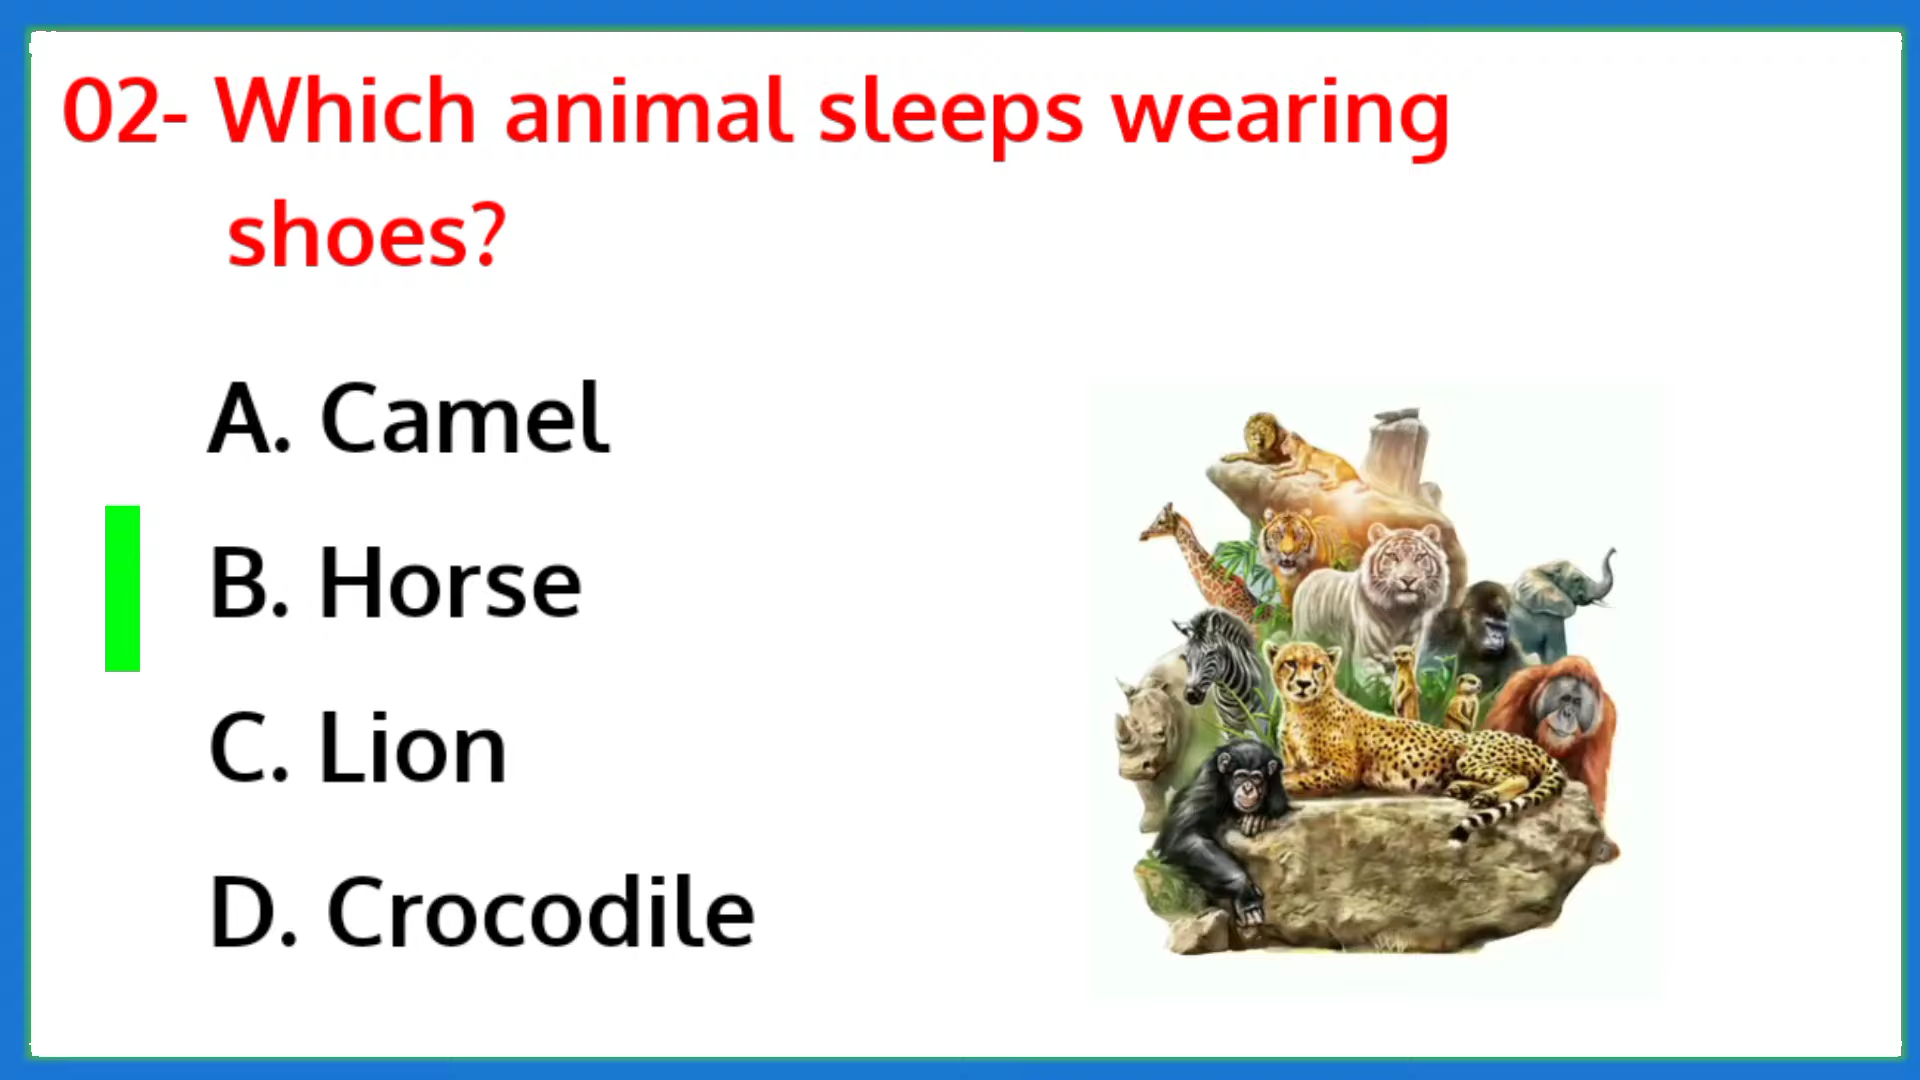 02- Which animal sleeps wearing
shoes?
A. Camel
B. Horse
C. Lion
D. Crocodile